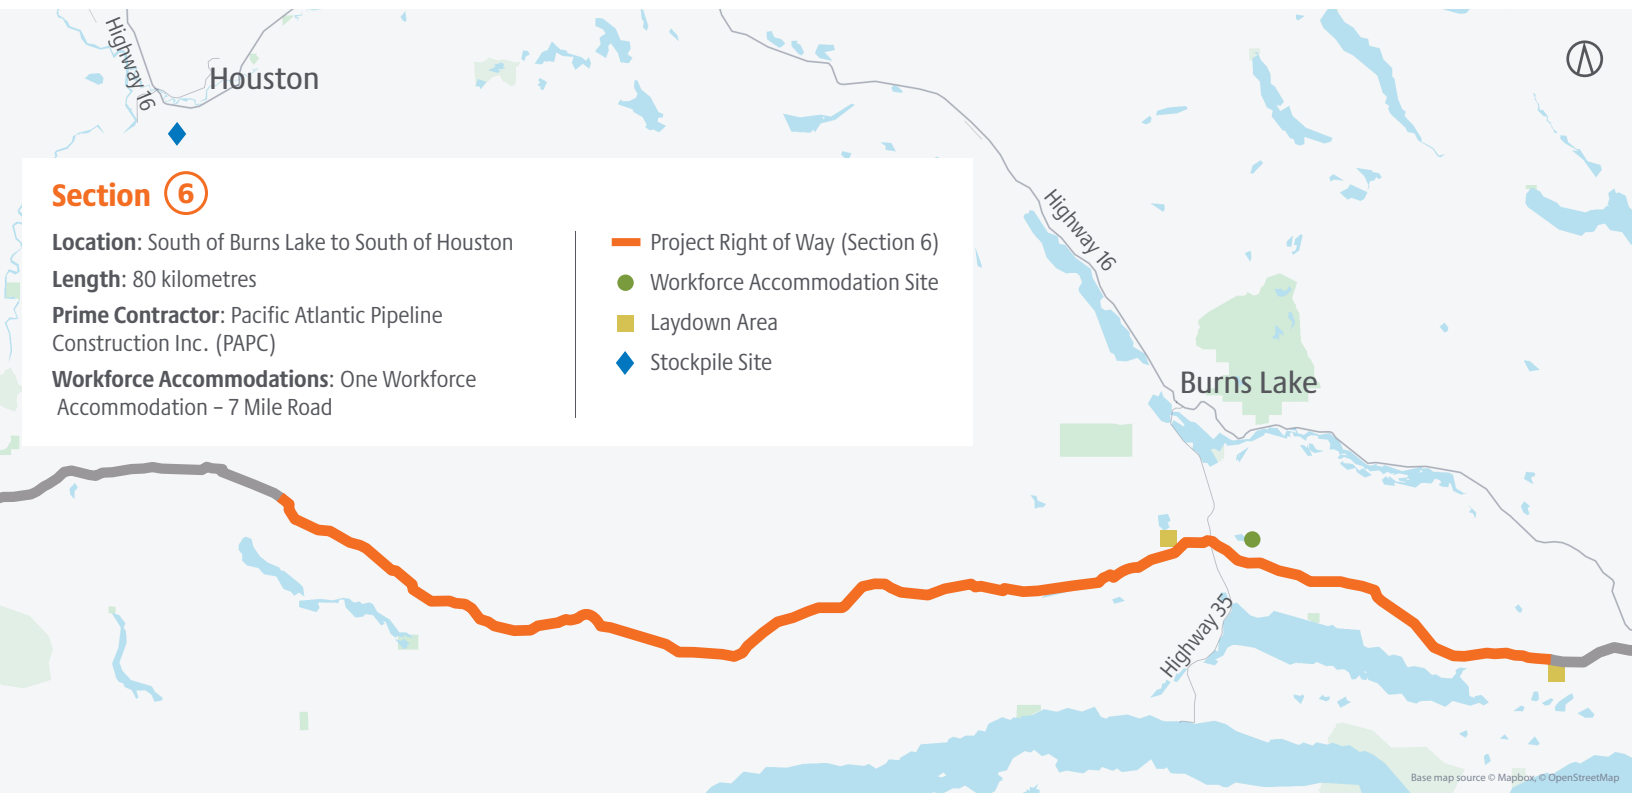 Highway 16
Houston
Section 6
Location: South of Burns Lake to South of Houston
Length: 80 kilometres
Prime Contractor: Pacific Atlantic Pipeline
Construction Inc. (PAPC)
Workforce Accommodations: One Workforce
Accommodation – 7 Mile Road
Project Right of Way (Section 6)
Workforce Accommodation Site
Laydown Area
Stockpile Site
Highway 16
Burns Lake
Highway 35
Base map source © Mapbox, © OpenStreetMap